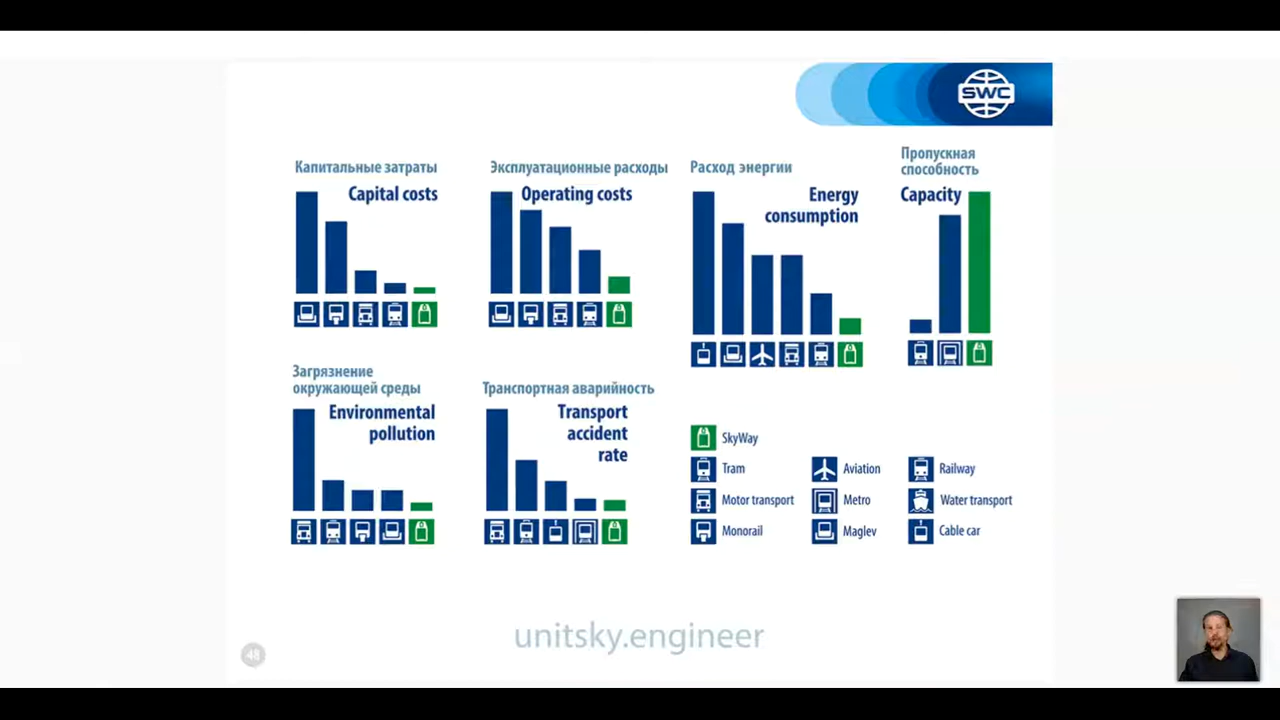 SWC
Капитальные затраты
Capital costs
Эксплуатационные расходы
Operating costs
Расход энергии
Energy
consumption
Пропускная
способность
Capacity
Загрязнение
окружающей среды
Environmental
pollution
Транспортная аварийность
Transport
accident
rate
SkyWay
Tram
Aviation
Railway
Motor transport
Metro
Water transport
Monorail
Maglev
Cable car
unitsky.engineer
48